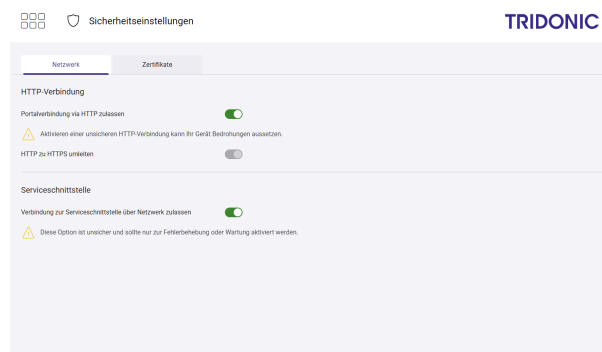 Sicherheitseinstellungen
TRIDONIC
Netzwerk
Zertifikate
HTTP-Verbindung
Portalverbindung via HTTP zulassen
Aktivieren einer unsicheren HTTP-Verbindung kann Ihr Gerät Bedrohungen aussetzen.
HTTP zu HTTPS umleiten
Serviceschnittstelle
Verbindung zur Serviceschnittstelle über Netzwerk zulassen
Diese Option ist unsicher und sollte nur zur Fehlerbehebung oder Wartung aktiviert werden.